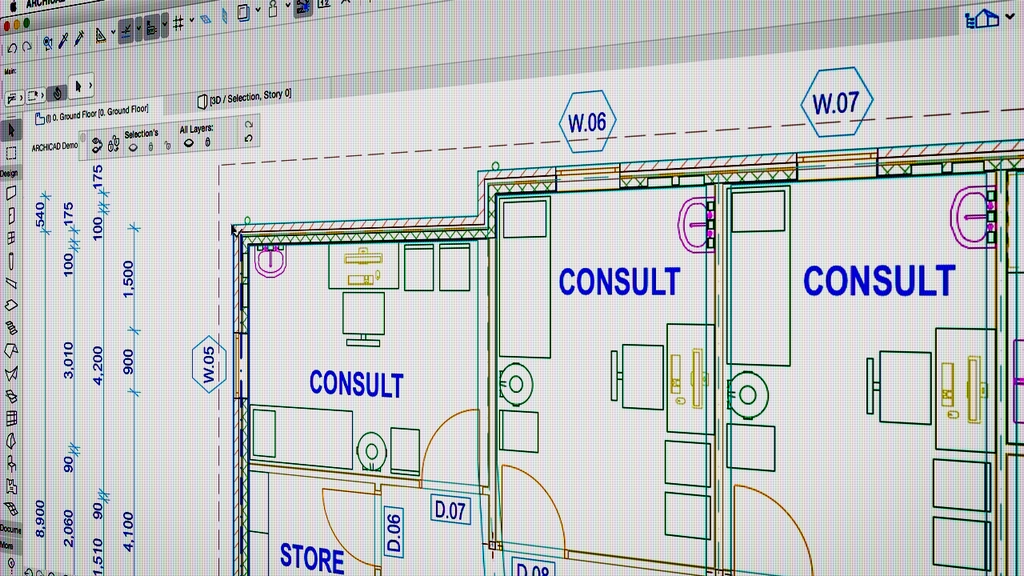 ARCHICAD
Main:
(I) 0. Ground Floor [0. Ground Floor]
[3D / Selection, Story 0]
ARCHICAD Demo
Selection's
All Layers:
Design
W.06
W.07
W.05
CONSULT
CONSULT
CONSULT
STORE
D.07
D.06
D.08
540
175
100
175
100
1,500
3,010
4,200
900
90
90
8,900
2,060
1,510
4,100
Docume
More